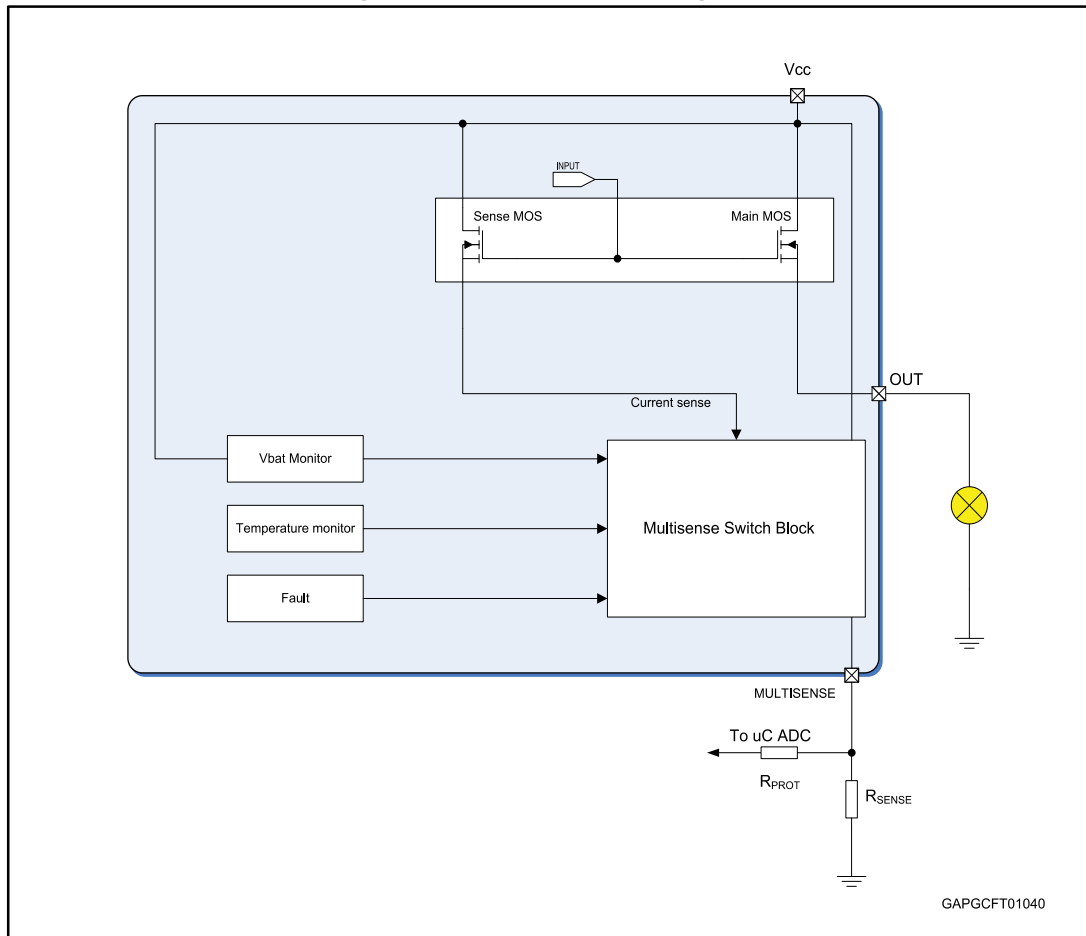 Vcc
INPUT
Sense MOS
Main MOS
OUT
Current sense
Vbat Monitor
Temperature monitor
Multisense Switch Block
Fault
MULTISENSE
To uC ADC
RPROT
RSENSE
GAPGCFT01040